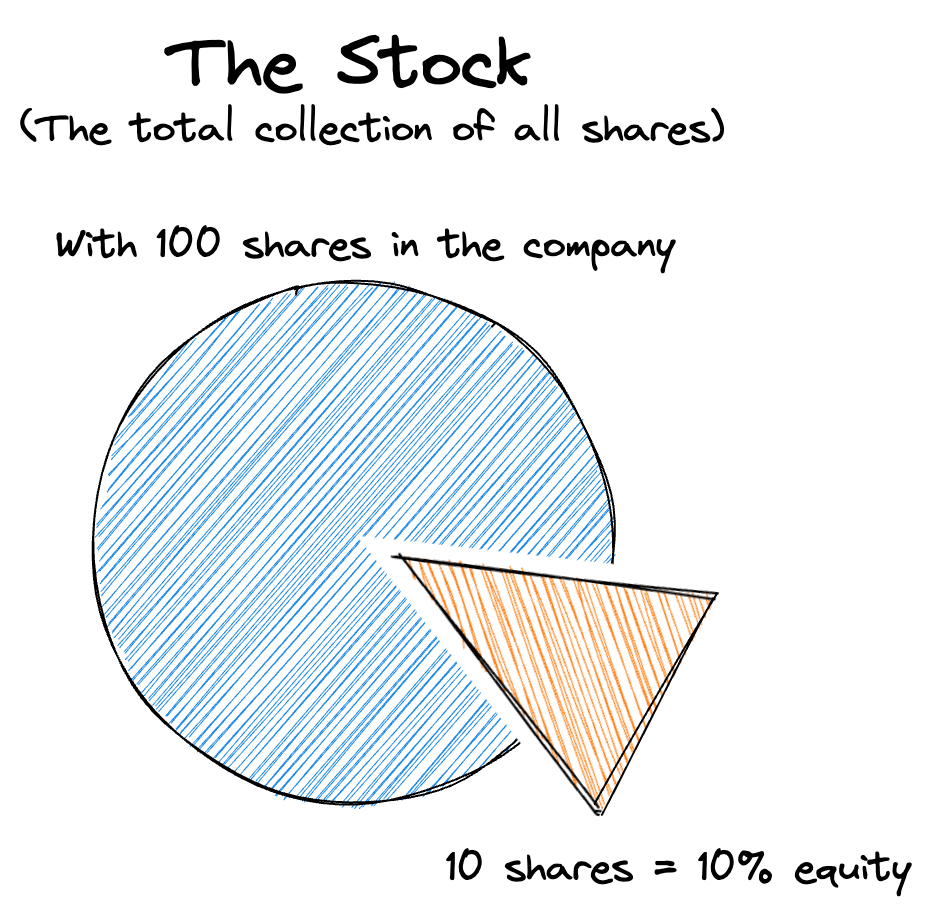 The Stock
(The total collection of all shares)
With 100 shares in the company
10 shares = 10% equity